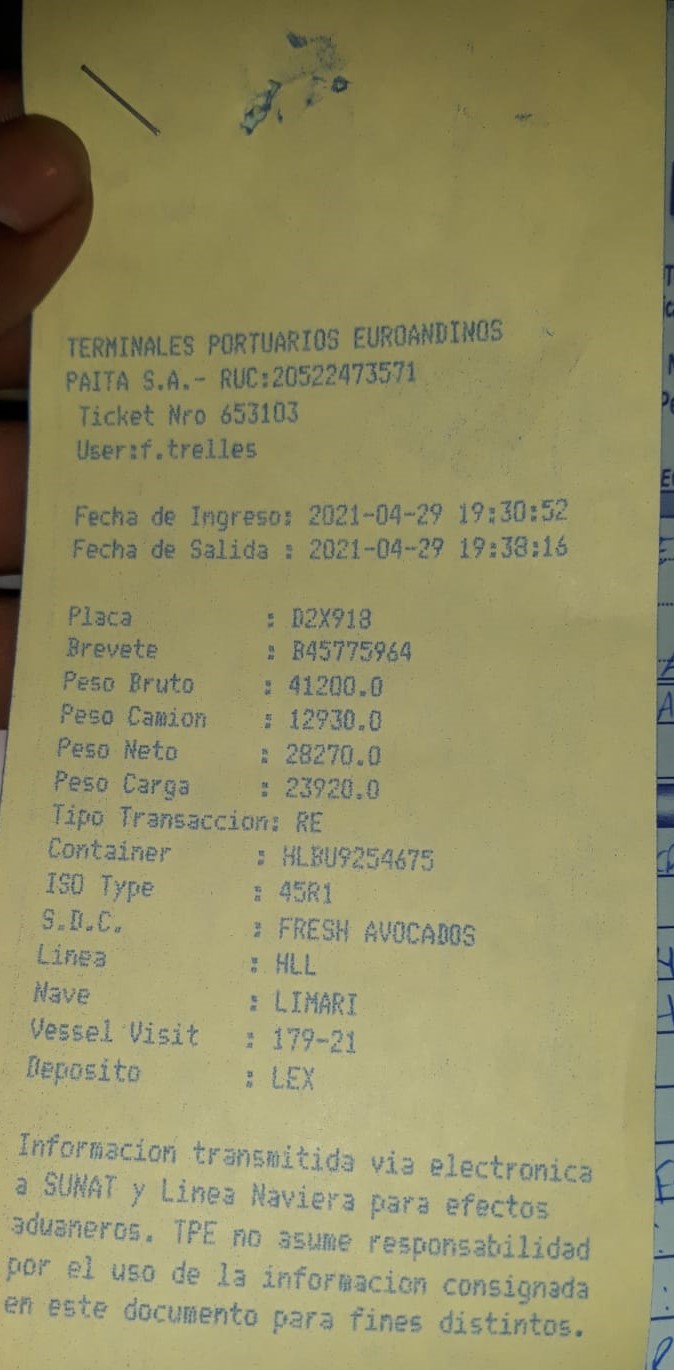 TERMINALES PORTUARIOS EUROANDINOS
PAITA S.A.- RUC:20522473571
Ticket Nro 653103
User:f.trelles
Fecha de Ingreso: 2021-04-29 19:30:52
Fecha de Salida : 2021-04-29 19:38:16
Placa : D2X918
Brevete : B45775964
Peso Bruto : 41200.0
Peso Camion : 12930.0
Peso Neto : 28270.0
Peso Carga : 23920.0
Tipo Transaccion: RE
Container : HLBU9254675
ISO Type : 45R1
S.D.C. : FRESH AVOCADOS
Linea : HLL
Nave : LIMARI
Vessel Visit : 179-21
Deposito : LEX
Informacion transmitida via electronica
a SUNAT y Linea Naviera para efectos
aduaneros. TPE no asume responsabilidad
por el uso de la informacion consignada
en este documento para fines distintos.